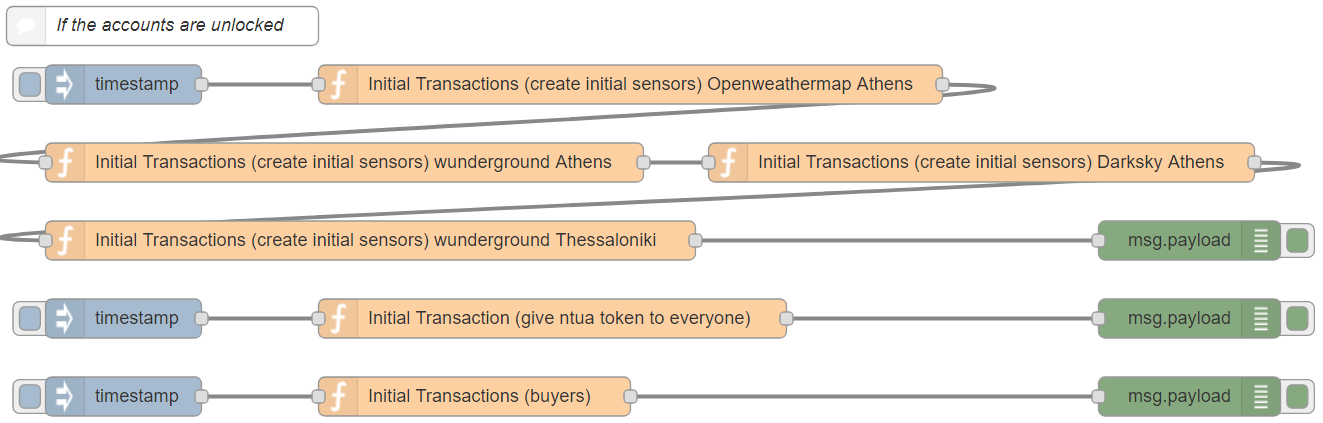 If the accounts are unlocked
timestamp
Initial Transactions (create initial sensors) Openweathermap Athens
Initial Transactions (create initial sensors) wunderground Athens
Initial Transactions (create initial sensors) Darksky Athens
Initial Transactions (create initial sensors) wunderground Thessaloniki
msg.payload
timestamp
Initial Transaction (give ntua token to everyone)
msg.payload
timestamp
Initial Transactions (buyers)
msg.payload